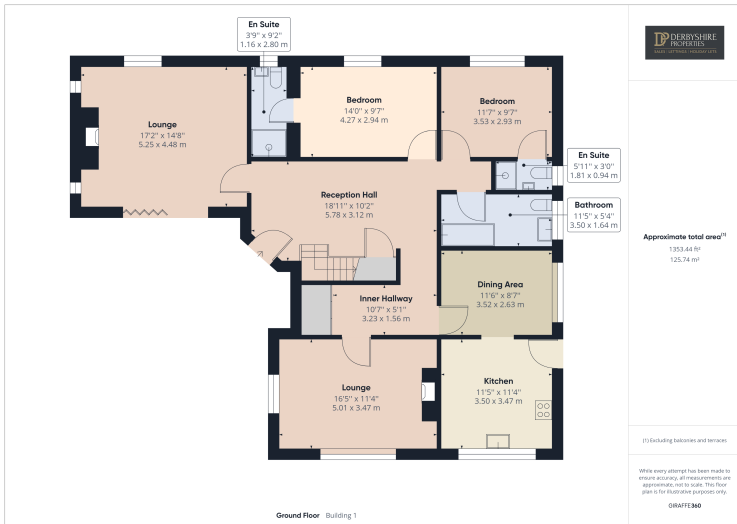 En Suite
3'9" x 9'2"
1.16 x 2.80 m
DERBYSHIRE
PROPERTIES
SALES | LETTINGS | HOLIDAY LETS
Lounge
17'2" x 14'8"
5.25 x 4.48 m
Bedroom
14'0" x 9'7"
4.27 x 2.94 m
Bedroom
11'7" x 9'7"
3.53 x 2.93 m
En Suite
5'11" x 3'0"
1.81 x 0.94 m
Reception Hall
18'11" x 10'2"
5.78 x 3.12 m
Bathroom
11'5" x 5'4"
3.50 x 1.64 m
Approximate total area(1)
1353.44 ft²
125.74 m²
Dining Area
11'6" x 8'7"
3.52 x 2.63 m
Inner Hallway
10'7" x 5'1"
3.23 x 1.56 m
Lounge
16'5" x 11'4"
5.01 x 3.47 m
Kitchen
11'5" x 11'4"
3.50 x 3.47 m
(1) Excluding balconies and terraces
While every attempt has been made to
ensure accuracy, all measurements are
approximate, not to scale. This floor
plan is for illustrative purposes only.
GIRAFFE360
Ground Floor Building 1